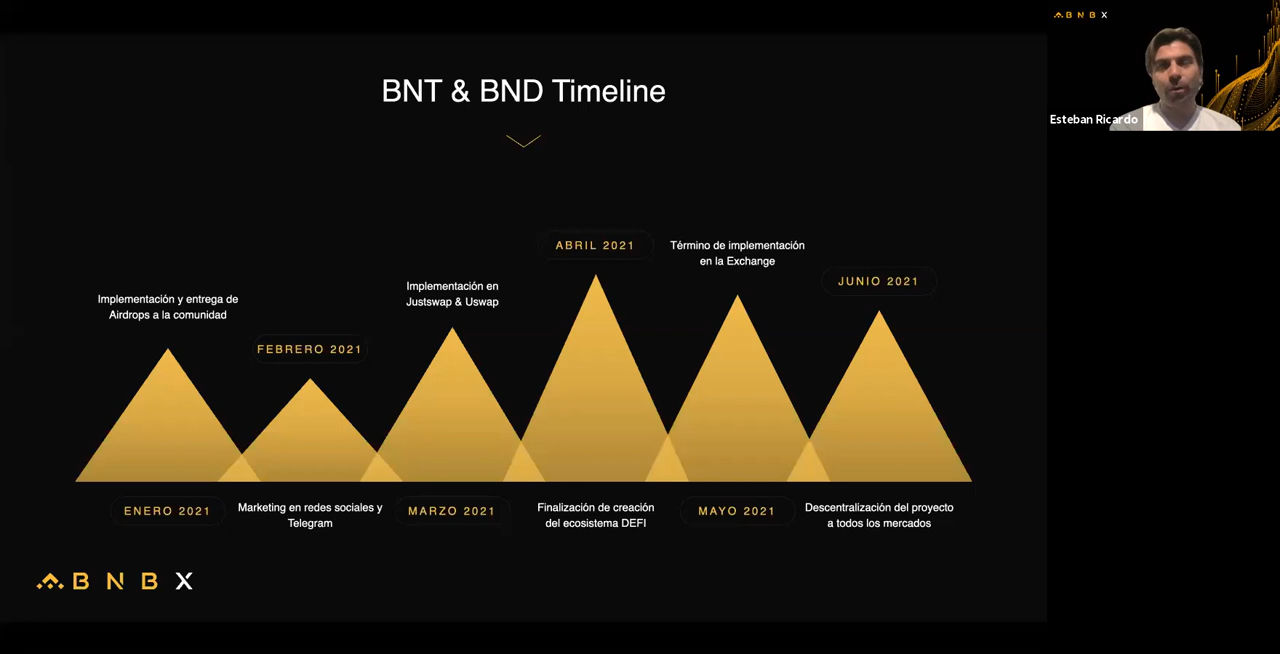 BNT & BND Timeline
Implementación y entrega de
Airdrops a la comunidad
ENERO 2021
FEBRERO 2021
Marketing en redes sociales y
Telegram
Implementación en
Justswap & Uswap
MARZO 2021
ABRIL 2021
Finalización de creación
del ecosistema DEFI
Término de implementación
en la Exchange
MAYO 2021
JUNIO 2021
Descentralización del proyecto
a todos los mercados
BNBX
BNBX
Esteban Ricardo